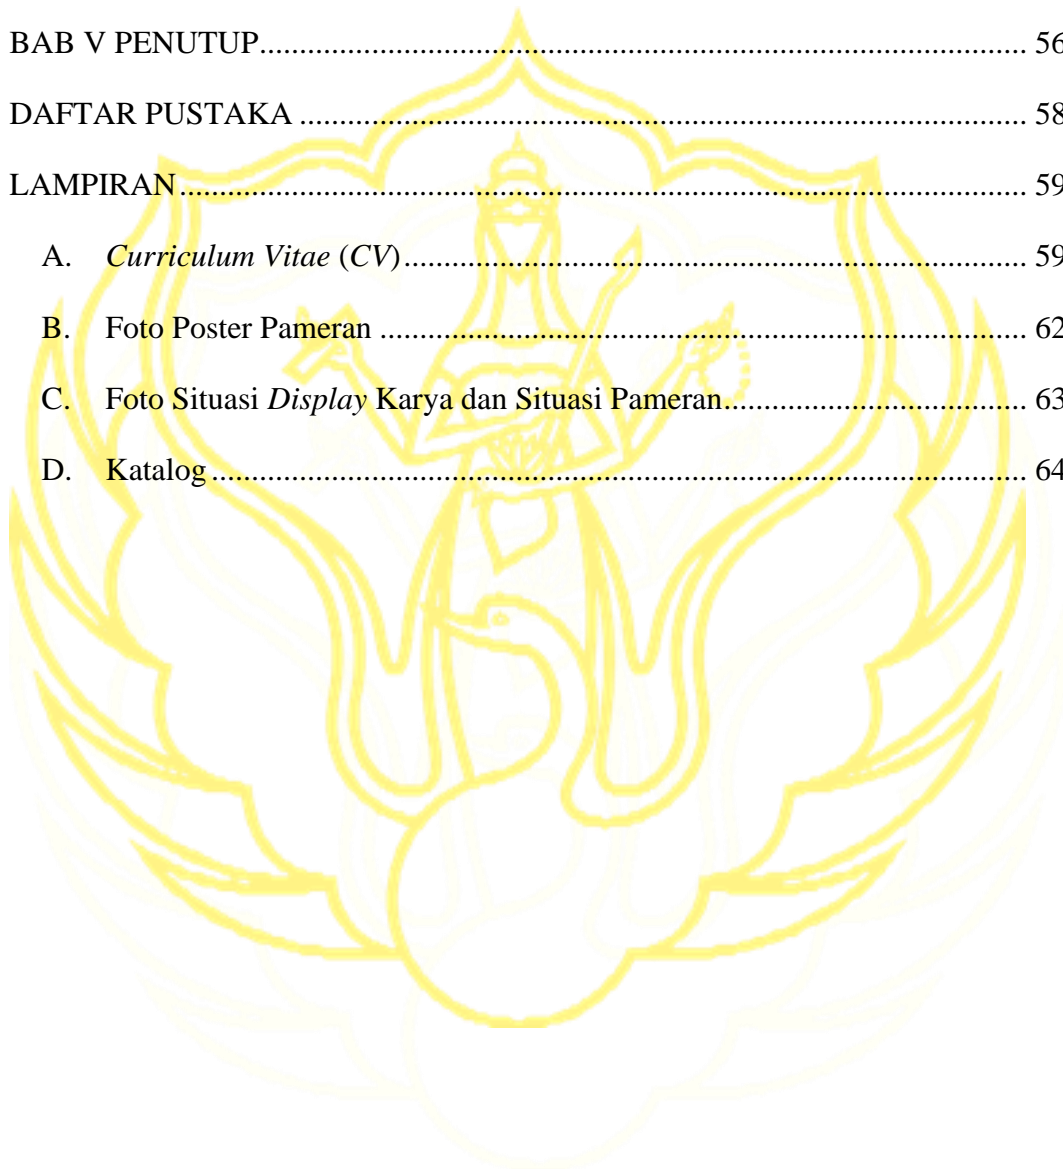 BAB V PENUTUP.................................................................................................. 56
DAFTAR PUSTAKA ............................................................................................. 58
LAMPIRAN............................................................................................................ 59
A. Curriculum Vitae (CV)............................................................................... 59
B. Foto Poster Pameran .................................................................................. 62
C. Foto Situasi Display Karya dan Situasi Pameran....................................... 63
D. Katalog ........................................................................................................ 64